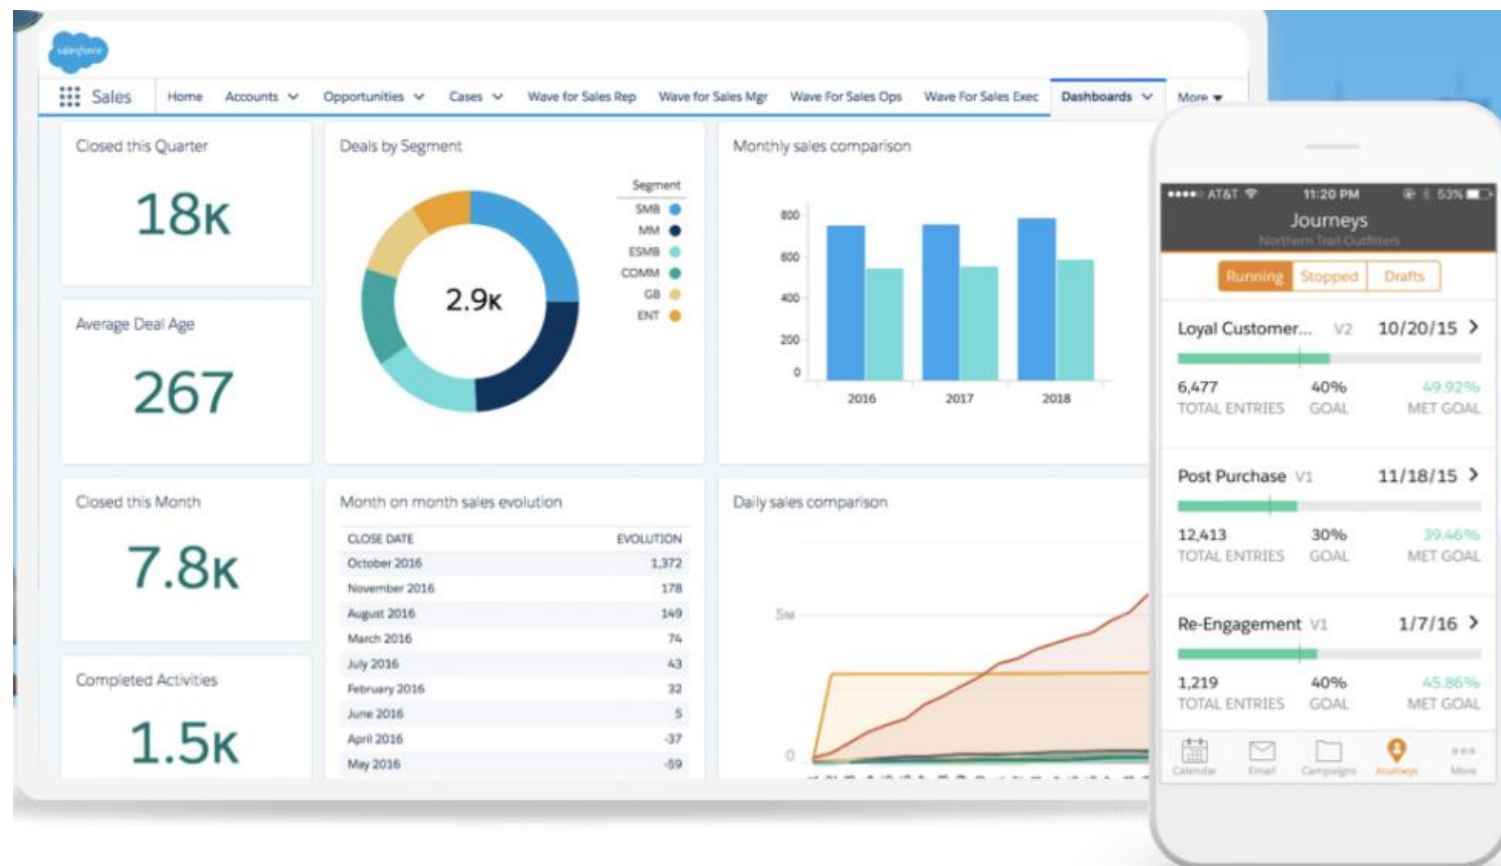 salesforce
Sales Home Accounts Opportunities Cases Wave for Sales Rep Wave for Sales Mgr Wave For Sales Ops Wave For Sales Exec Dashboards More
Closed this Quarter
18K
Average Deal Age
267
Closed this Month
7.8K
Completed Activities
1.5K
Deals by Segment
2.9K
Segment
SMB
MM
ESMB
COMM
GB
ENT
Monthly sales comparison
800
600
400
200
0
2016 2017 2018
Month on month sales evolution
CLOSE DATE EVOLUTION
October 2016 1,372
November 2016 178
August 2016 149
March 2016 74
July 2016 43
February 2016 32
June 2016 5
April 2016 -37
May 2016 -59
Daily sales comparison
5M
0
AT&T 11:20 PM 53%
Journeys
Northern Trail Outfitters
Running Stopped Drafts
Loyal Customer... V2 10/20/15
6,477 40% 49.92%
TOTAL ENTRIES GOAL MET GOAL
Post Purchase V1 11/18/15
12,413 30% 39.46%
TOTAL ENTRIES GOAL MET GOAL
Re-Engagement V1 1/7/16
1,219 40% 45.86%
TOTAL ENTRIES GOAL MET GOAL
Calendar Email Campaigns Journeys More